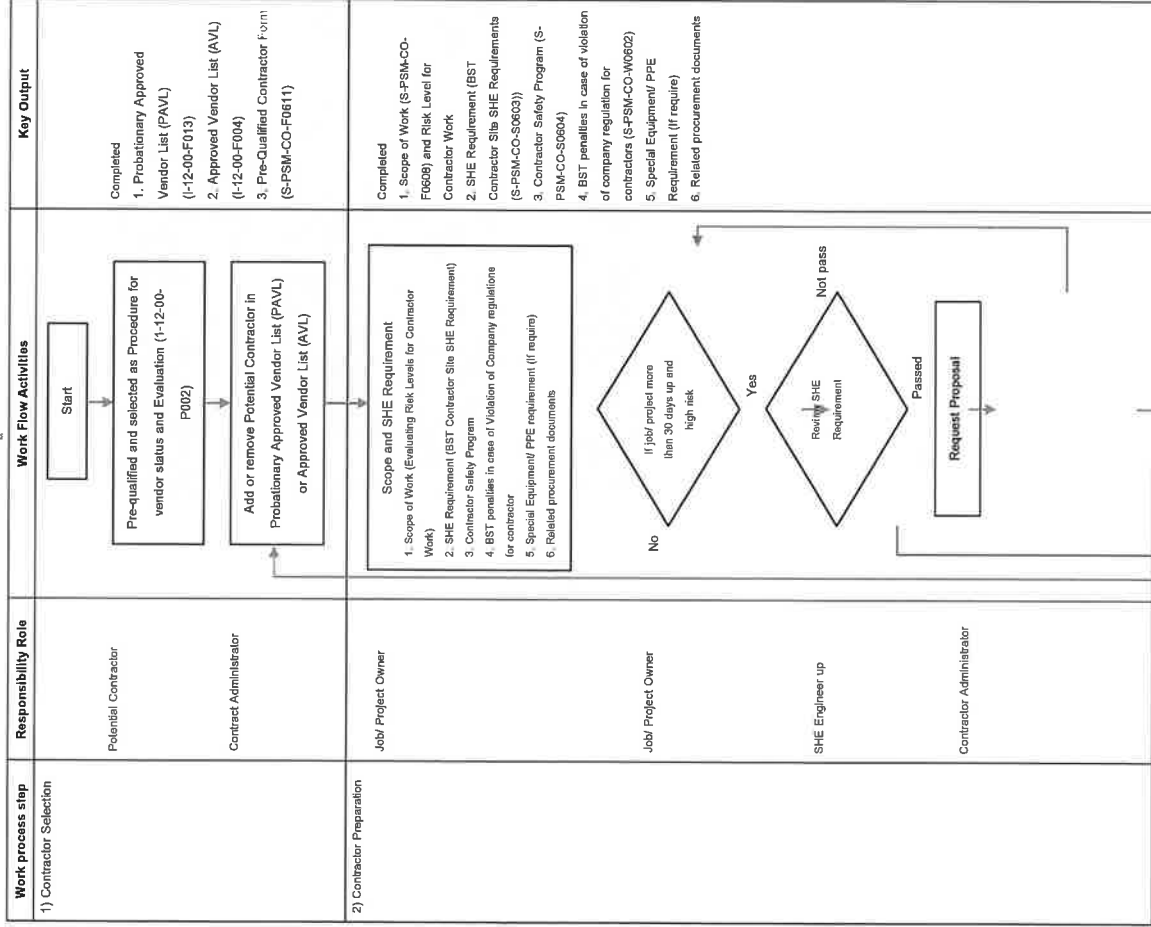 Work process step
Responsibility Role
Work Flow Activities
Key Output
1) Contractor Selection
Potential Contractor
Contract Administrator
Start
Pre-qualified and selected as Procedure for
vendor status and Evaluation (1-12-00-
P002)
Add or remove Potential Contractor in
Probationary Approved Vendor List (PAVL)
or Approved Vendor List (AVL)
Completed
1. Probationary Approved
Vendor List (PAVL)
(I-12-00-F013)
2. Approved Vendor List (AVL)
(I-12-00-F004)
3. Pre-Qualified Contractor Form
(S-PSM-CO-F0611)
2) Contractor Preparation
Job/ Project Owner
Scope and SHE Requirement
1. Scope of Work (Evaluating Risk Levels for Contractor
Work)
2. SHE Requirement (BST Contractor Site SHE Requirement)
3. Contractor Safety Program
4. BST penalties in case of Violation of Company regulations
for contractor
5. Special Equipment/ PPE requirement (If require)
6. Related procurement documents
Completed
1. Scope of Work (S-PSM-CO-
F0608) and Risk Level for
Contractor Work
2. SHE Requirement (BST
Contractor Site SHE Requirements
(S-PSM-CO-S0603))
3. Contractor Safety Program (S-
PSM-CO-S0604)
4. BST penalties in case of violation
of company regulation for
contractors (S-PSM-CO-W0602)
5. Special Equipment/ PPE
Requirement (If require)
6. Related procurement documents
Job/ Project Owner
If job/ project more
then 30 days up and
high risk
No
Yes
SHE Engineer up
Review SHE
Requirement
Not pass
Passed
Contractor Administrator
Request Proposal